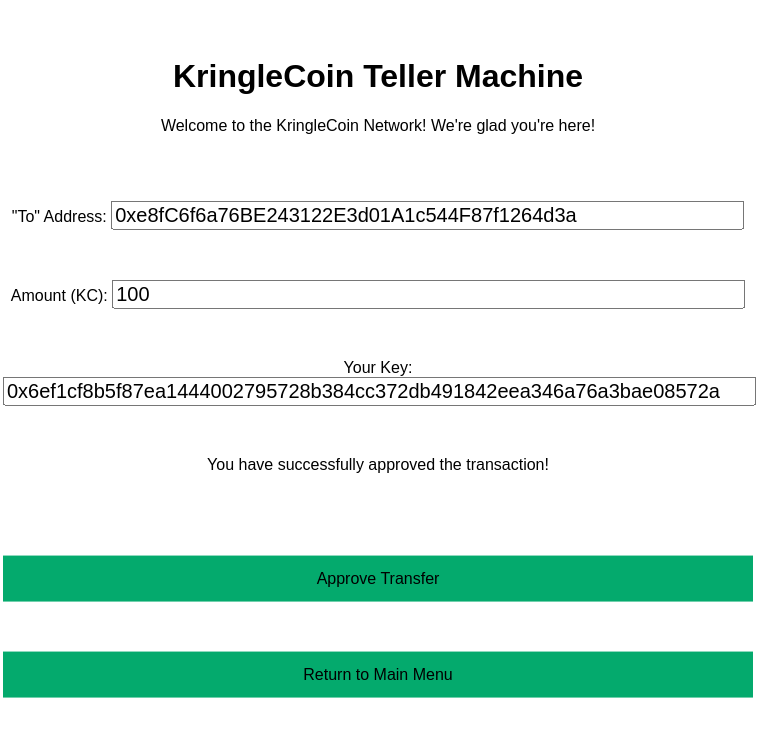 KringleCoin Teller Machine
Welcome to the KringleCoin Network! We're glad you're here!
"To" Address: 0xe8fC6f6a76BE243122E3d01A1c544F87f1264d3a
Amount (KC): 100
Your Key:
0x6ef1cf8b5f87ea1444002795728b384cc372db491842eea346a76a3bae08572a
You have successfully approved the transaction!
Approve Transfer
Return to Main Menu